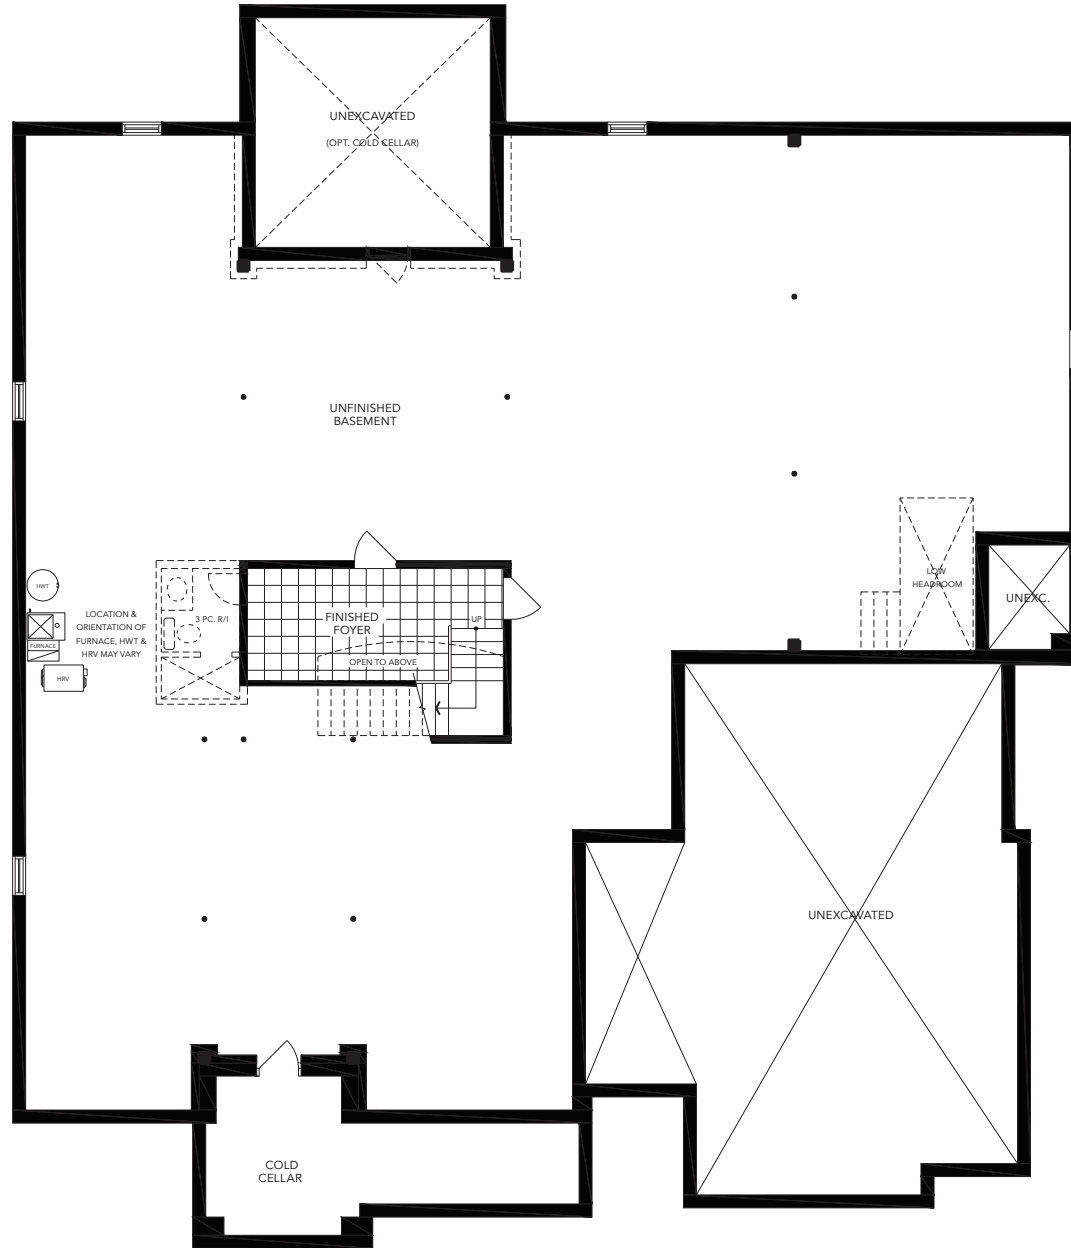 UNEXCAVATED
(OPT. COLD CELLAR)
UNFINISHED
BASEMENT
LOW
HEADROOM
UNEXC.
HWT
LOCATION &
ORIENTATION OF
FURNACE, HWT &
HRV MAY VARY
FURNACE
HRV
3 PC. R/I
FINISHED
FOYER
UP
OPEN TO ABOVE
UNEXCAVATED
COLD
CELLAR